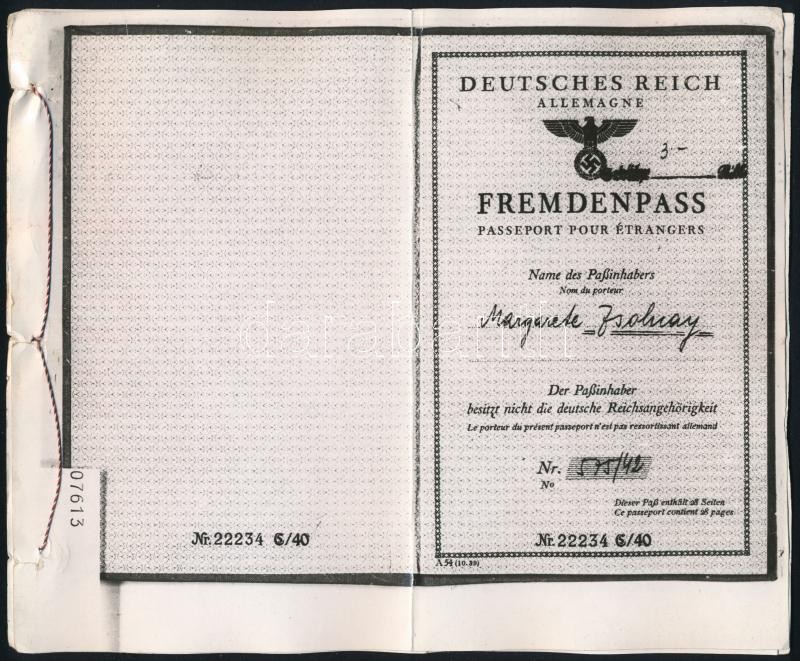 07613
Nr. 22234 C/40
DEUTSCHES REICH
ALLEMAGNE
3.-
FREMDENPASS
PASSEPORT POUR ÉTRANGERS
Name des Paßinhabers
Nom du porteur
Margarete Zsolnay
Der Paßinhaber
besitzt nicht die deutsche Reichsangehörigkeit
Le porteur du présent passeport n'est pas ressortissant allemand
Nr. 575/42
No
Dieser Paß enthält 28 Seiten
Ce passeport contient 28 pages
Nr. 22234 C/40
A 54 (10. 39)